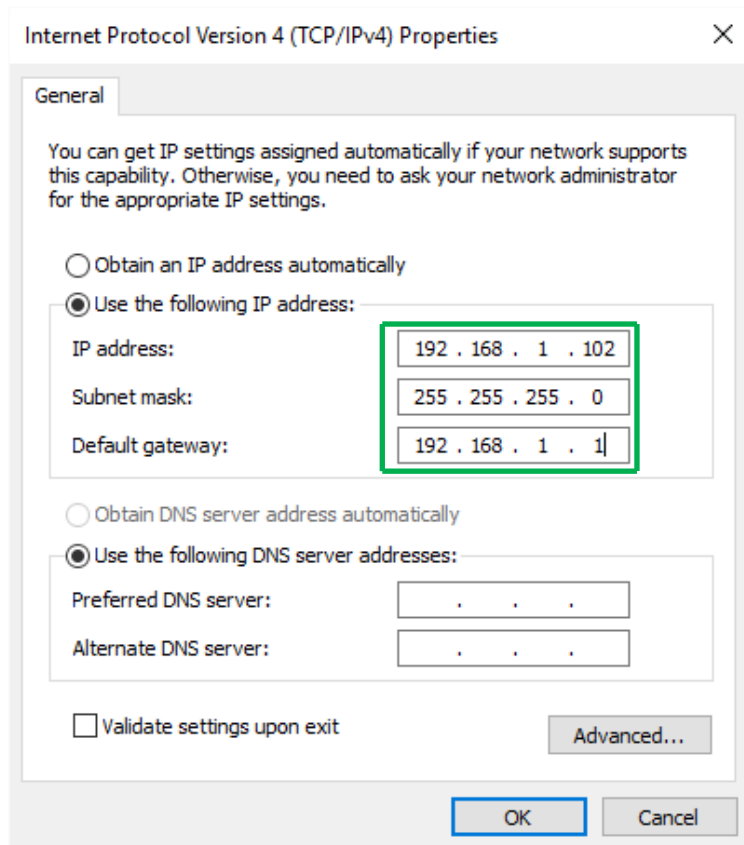 Internet Protocol Version 4 (TCP/IPv4) Properties
General
You can get IP settings assigned automatically if your network supports
this capability. Otherwise, you need to ask your network administrator
for the appropriate IP settings.
Obtain an IP address automatically
Use the following IP address:
IP address: 192 . 168 . 1 . 102
Subnet mask: 255 . 255 . 255 . 0
Default gateway: 192 . 168 . 1 . 1
Obtain DNS server address automatically
Use the following DNS server addresses:
Preferred DNS server: . . .
Alternate DNS server: . . .
Validate settings upon exit
Advanced...
OK Cancel